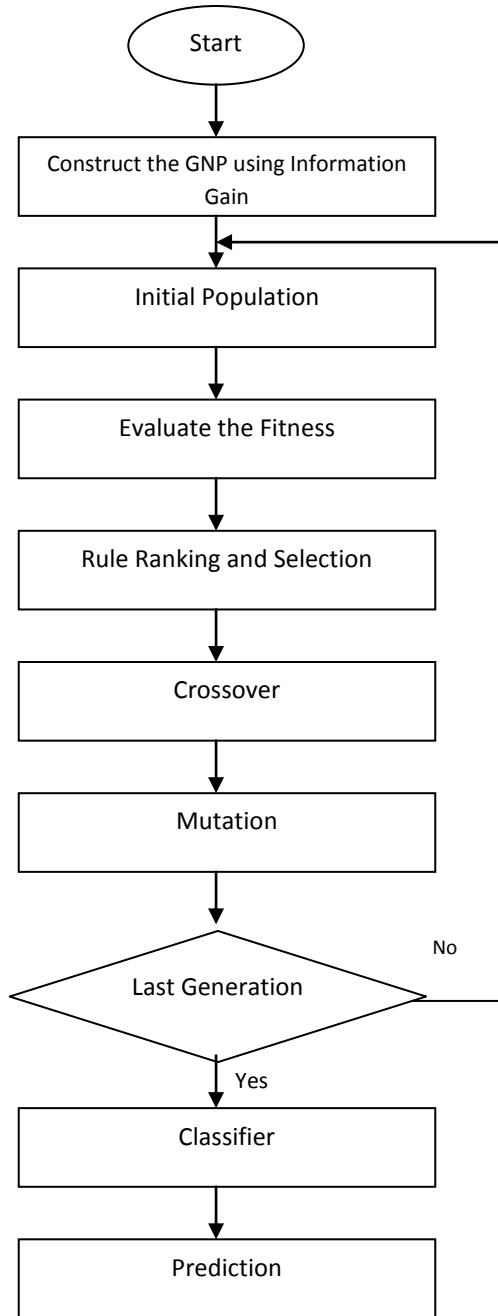 Start
Construct the GNP using Information
Gain
Initial Population
Evaluate the Fitness
Rule Ranking and Selection
Crossover
Mutation
No
Last Generation
Yes
Classifier
Prediction